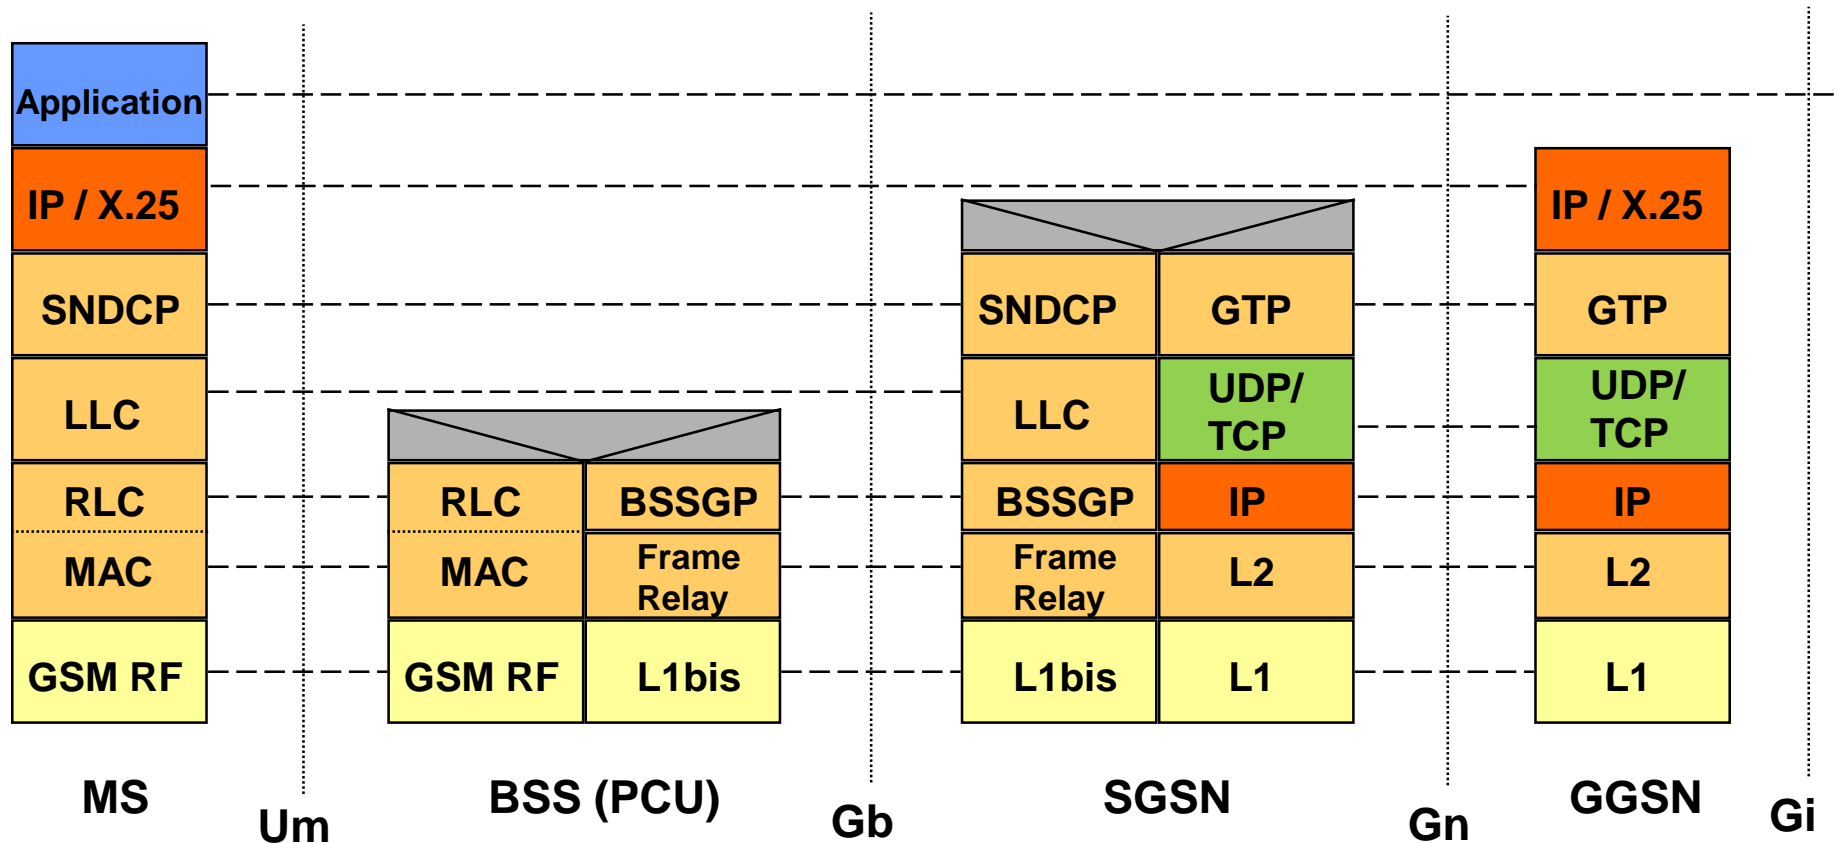 Application
IP / X.25
IP / X.25
SNDCP
SNDCP
GTP
GTP
LLC
LLC
UDP/
TCP
UDP/
TCP
RLC
RLC
BSSGP
BSSGP
IP
IP
MAC
MAC
Frame
Relay
Frame
Relay
L2
L2
GSM RF
GSM RF
L1bis
L1bis
L1
L1
MS
Um
BSS (PCU)
Gb
SGSN
Gn
GGSN
Gi